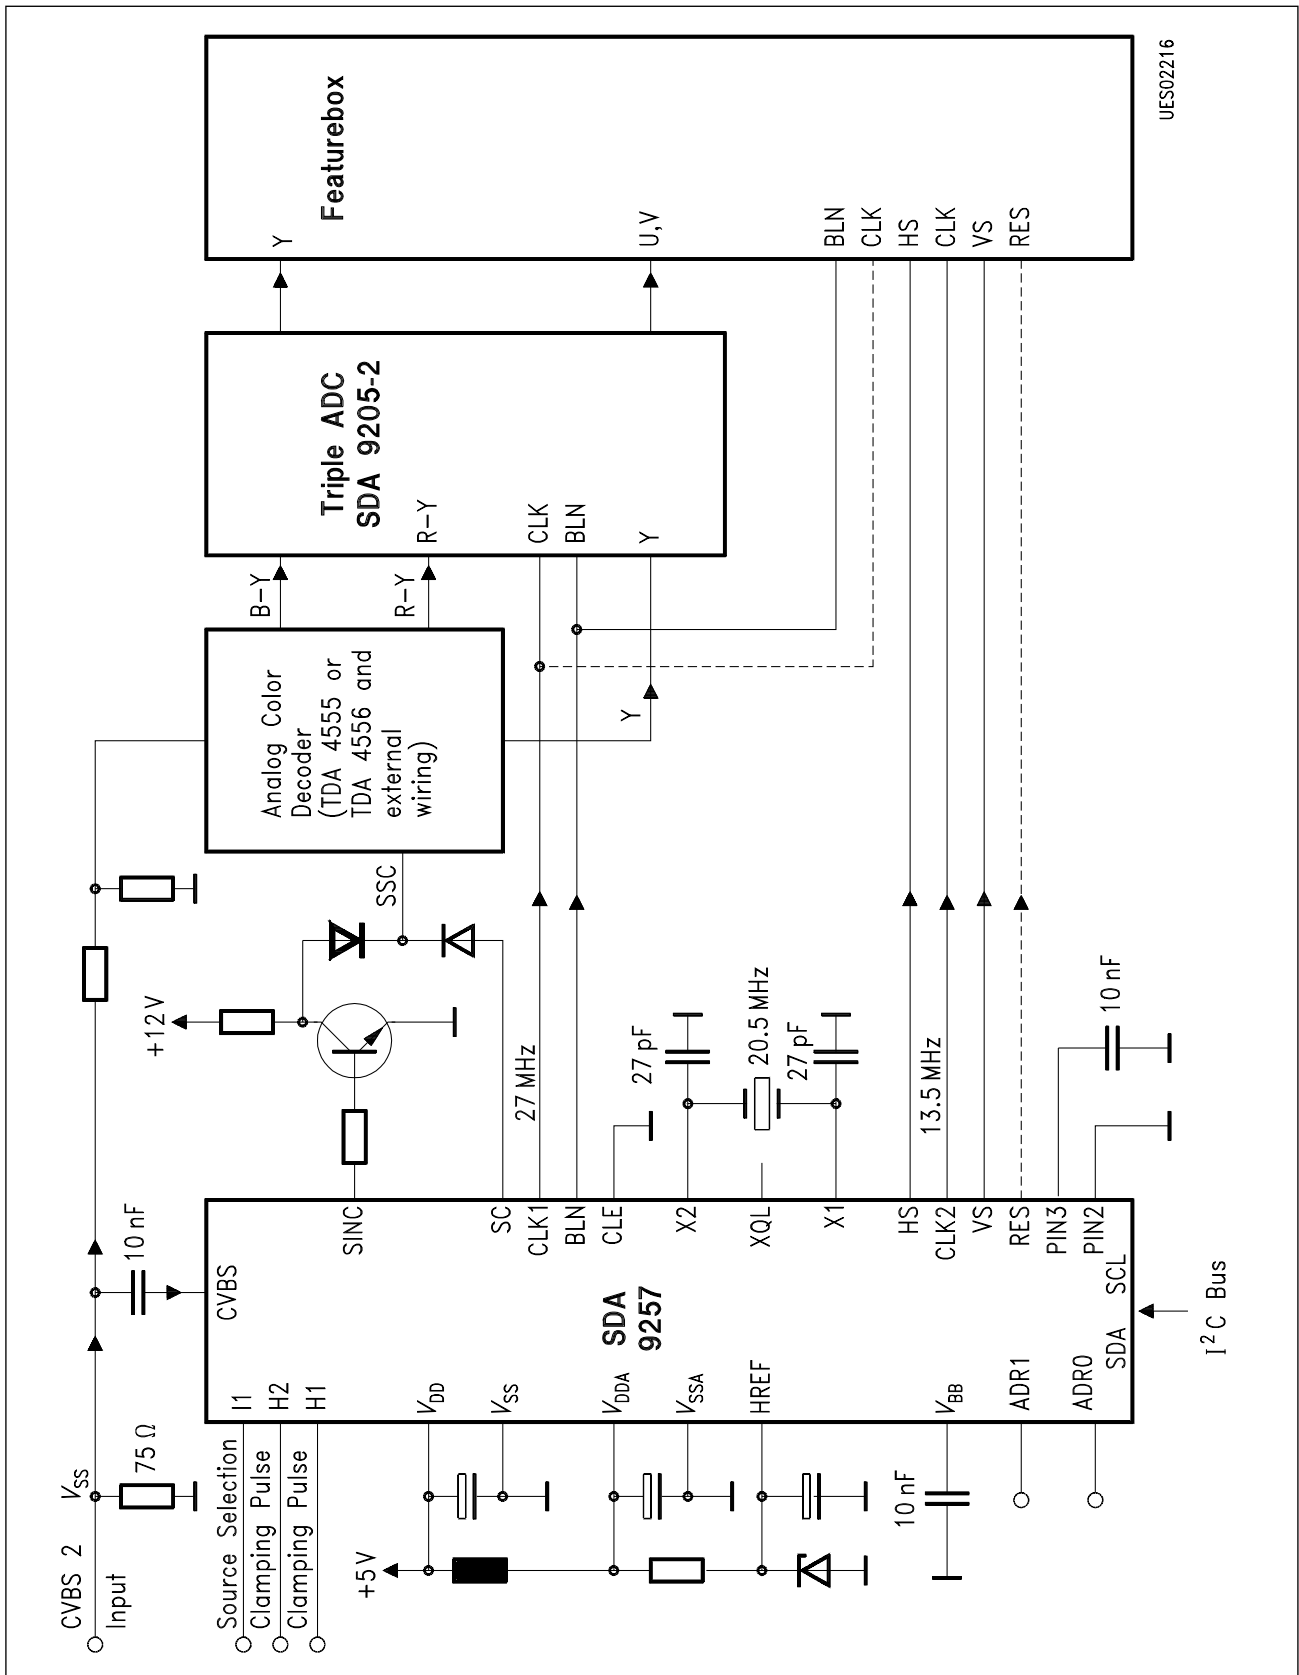 CVBS 2
Input
VSS
75 Ω
10 nF
+12 V
Source Selection
Clamping Pulse
Clamping Pulse
I1
H2
H1
CVBS
SINC
SSC
Analog Color
Decoder
(TDA 4555 or
TDA 4556 and
external
wiring)
B-Y
R-Y
Y
Triple ADC
SDA 9205-2
R-Y
CLK
BLN
Y
Featurebox
Y
U,V
BLN
CLK
HS
CLK
VS
RES
+5 V
VDD
VSS
VDDA
VSSA
HREF
VBB
ADR1
ADR0
10 nF
SDA
9257
SC
CLK1
BLN
CLE
X2
XQL
X1
HS
CLK2
VS
RES
PIN3
PIN2
SDA
SCL
I²C Bus
27 MHz
27 pF
20.5 MHz
27 pF
13.5 MHz
10 nF
UES02216